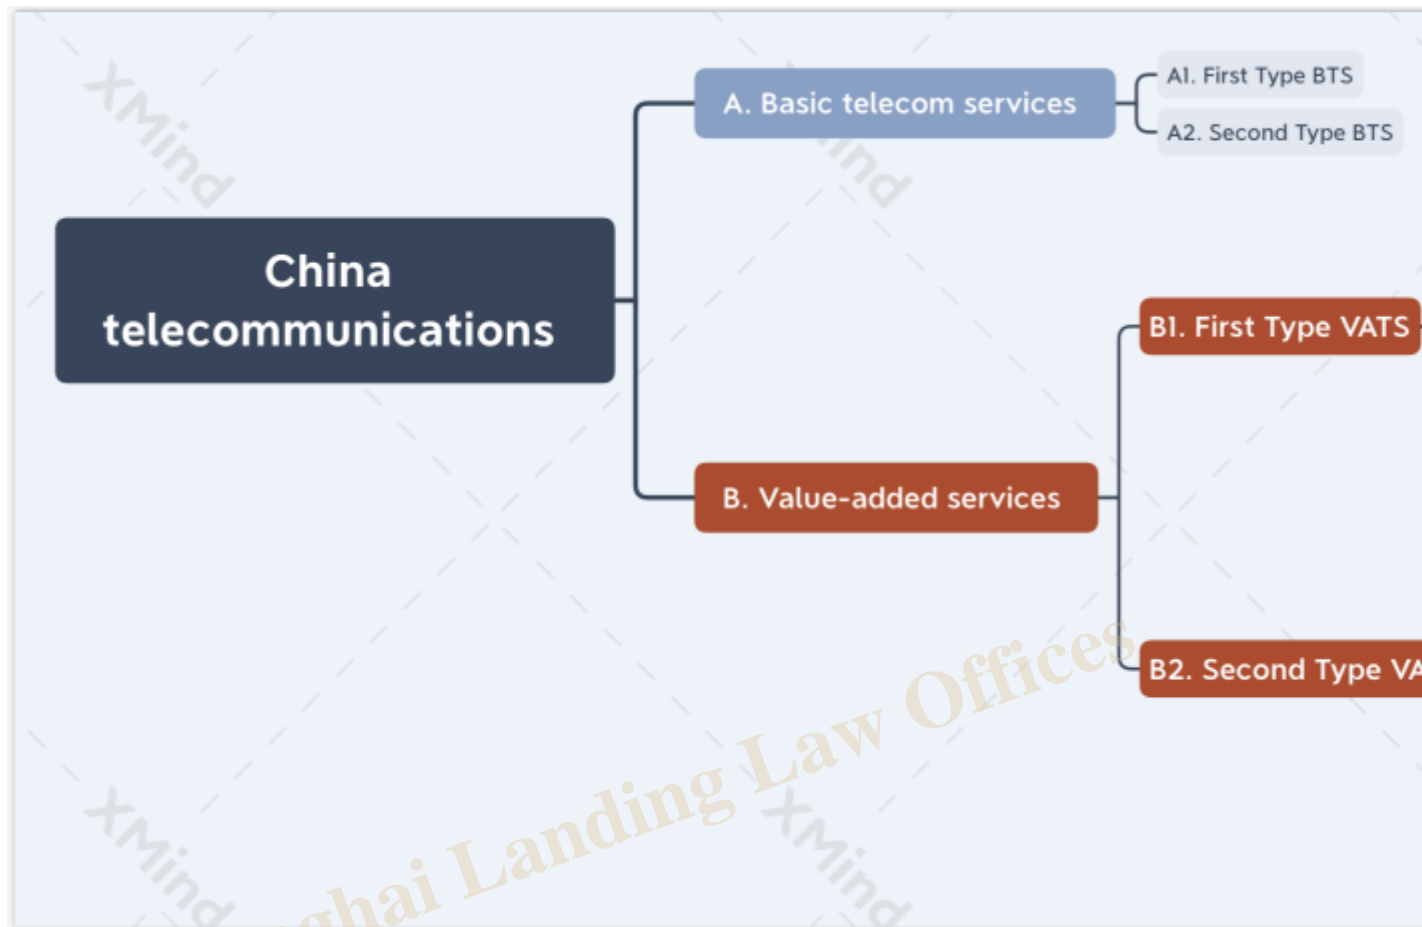 China
telecommunications
A. Basic telecom services
A1. First Type BTS
A2. Second Type BTS
B. Value-added services
B1. First Type VATS
B2. Second Type
XMind
XMind
XMind
Landing Law Offices